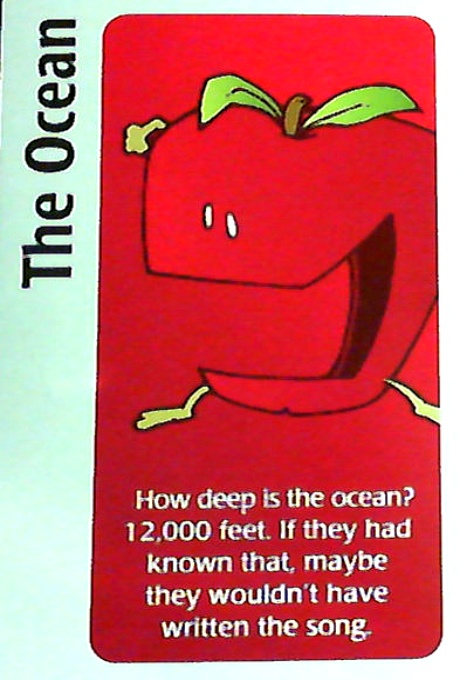 The Ocean
How deep is the ocean?
12,000 feet. If they had
known that, maybe
they wouldn't have
written the song.